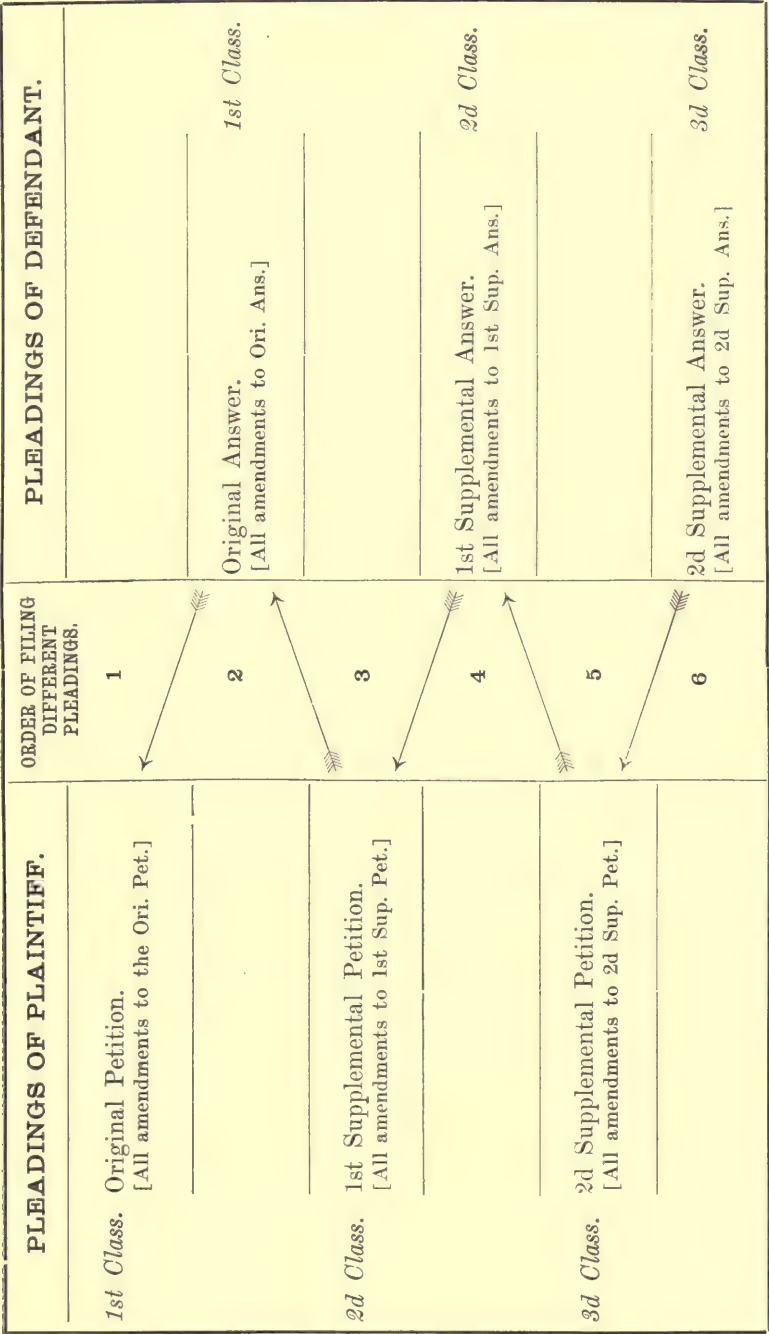 PLEADINGS OF PLAINTIFF.
ORDER OF FILING
DIFFERENT
PLEADINGS.
PLEADINGS OF DEFENDANT.
1st Class. Original Petition.
[All amendments to the Ori. Pet.]
1
2
Original Answer. 1st Class.
[All amendments to Ori. Ans.]
2d Class. 1st Supplemental Petition.
[All amendments to 1st Sup. Pet.]
3
4
1st Supplemental Answer. 2d Class.
[All amendments to 1st Sup. Ans.]
3d Class. 2d Supplemental Petition.
[All amendments to 2d Sup. Pet.]
5
6
2d Supplemental Answer. 3d Class.
[All amendments to 2d Sup. Ans.]